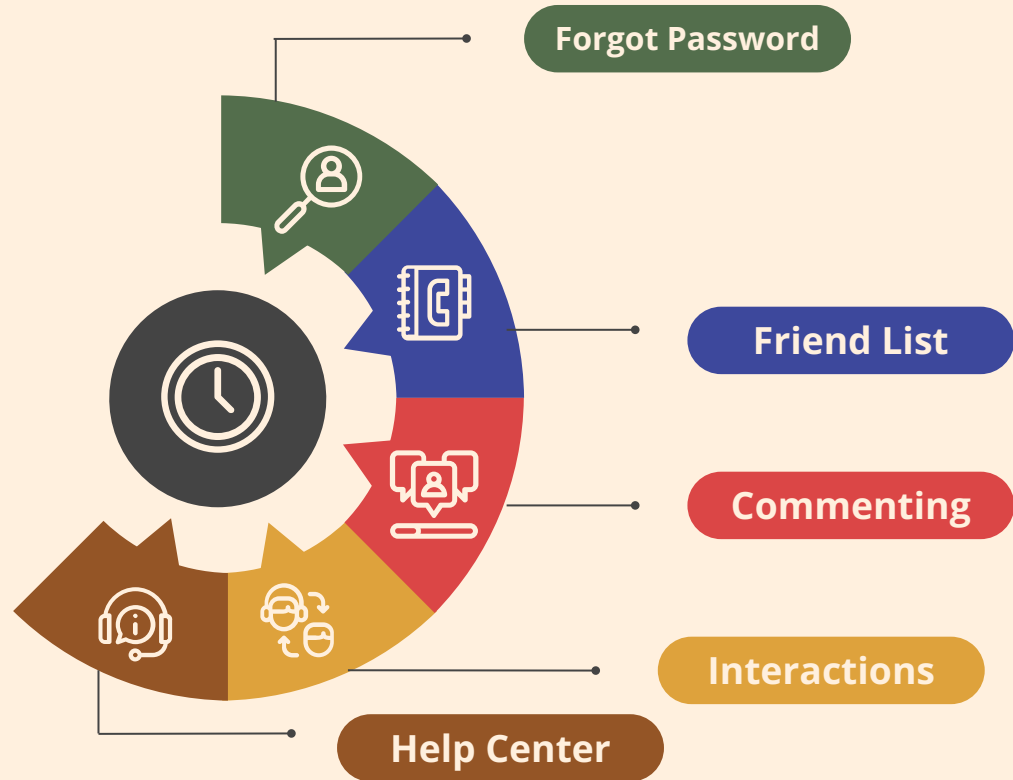 Forgot Password
Friend List
Commenting
Interactions
Help Center